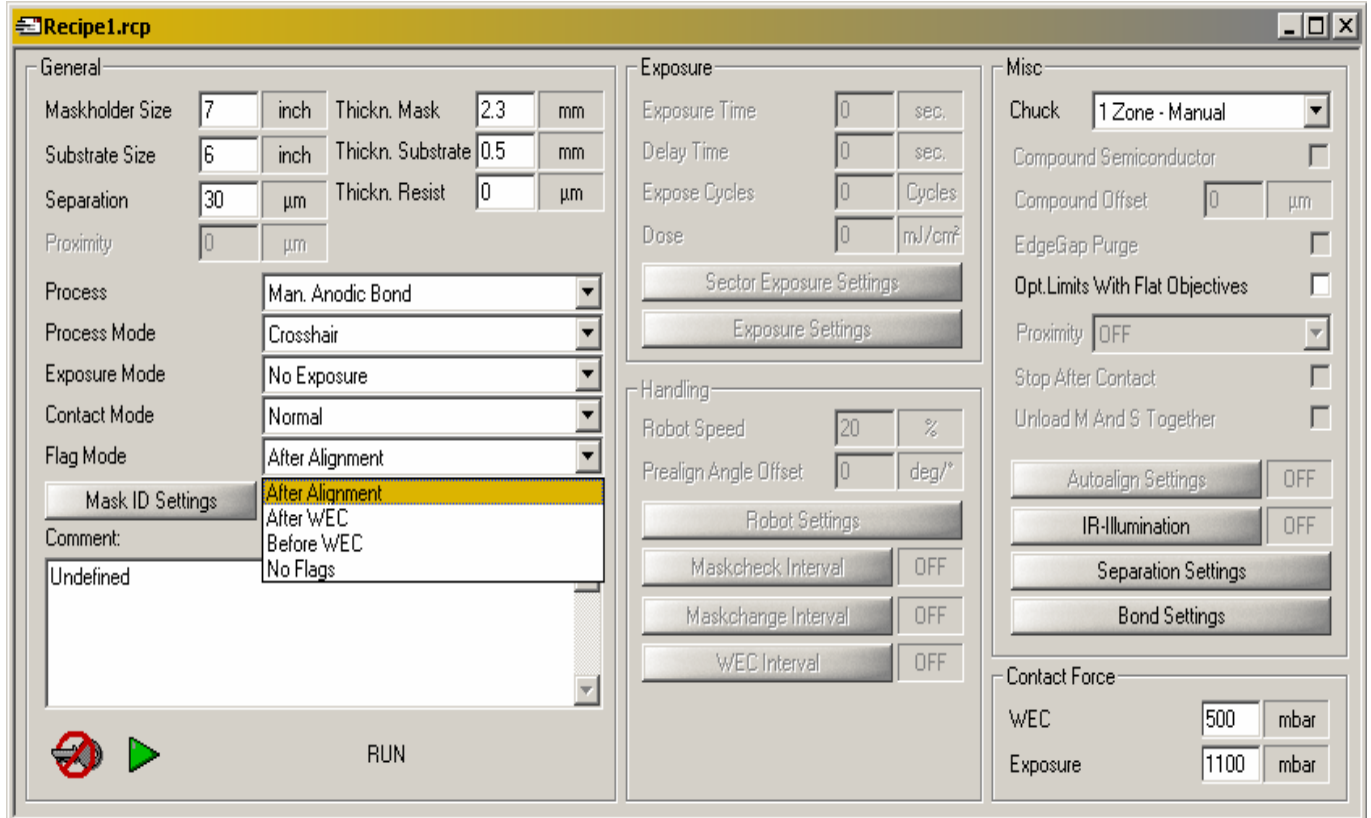 Recipe1.rcp
General
Maskholder Size 7 inch Thickn. Mask 2.3 mm
Substrate Size 6 inch Thickn. Substrate 0.5 mm
Separation 30 µm Thickn. Resist 0 µm
Proximity 0 µm
Process Man. Anodic Bond
Process Mode Crosshair
Exposure Mode No Exposure
Contact Mode Normal
Flag Mode After Alignment
After Alignment
After WEC
Before WEC
No Flags
Mask ID Settings
Comment:
Undefined
RUN
Exposure
Exposure Time 0 sec.
Delay Time 0 sec.
Expose Cycles 0 Cycles
Dose 0 mJ/cm²
Sector Exposure Settings
Exposure Settings
Handling
Robot Speed 20 %
Prealign Angle Offset 0 deg/°
Robot Settings
Maskcheck Interval OFF
Maskchange Interval OFF
WEC Interval OFF
Misc
Chuck 1 Zone - Manual
Compound Semiconductor
Compound Offset 0 µm
EdgeGap Purge
Opt.Limits With Flat Objectives
Proximity OFF
Stop After Contact
Unload M And S Together
Autoalign Settings OFF
IR-Illumination OFF
Separation Settings
Bond Settings
Contact Force
WEC 500 mbar
Exposure 1100 mbar